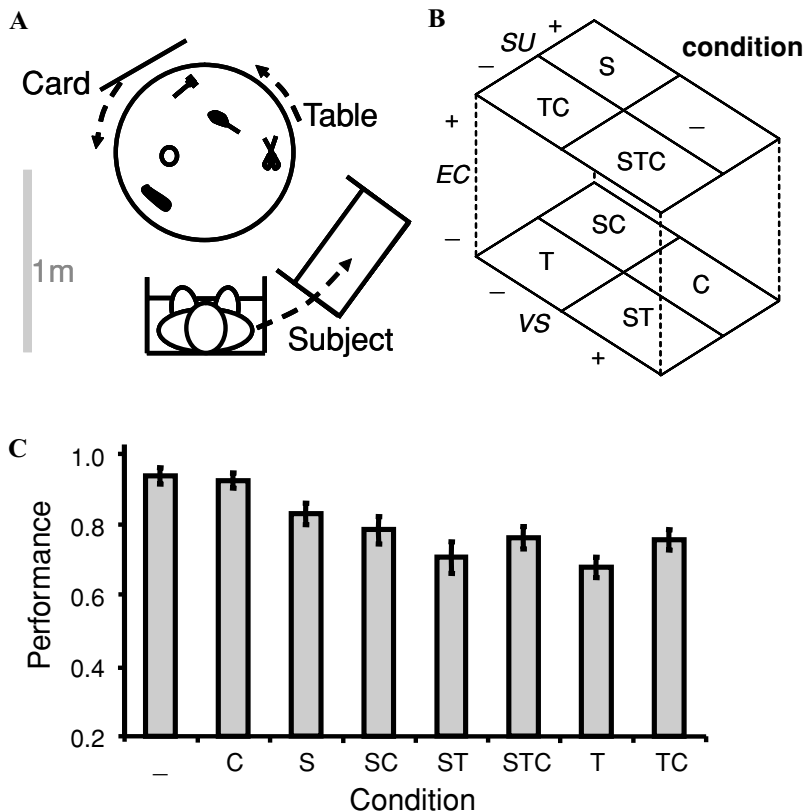 A
Card
Table
1m
Subject
B
condition
+
SU
−
S
TC
−
+
STC
EC
SC
−
T
C
−
ST
VS
+
C
1.0
0.8
0.6
0.4
0.2
Performance
− C S SC ST STC T TC
Condition